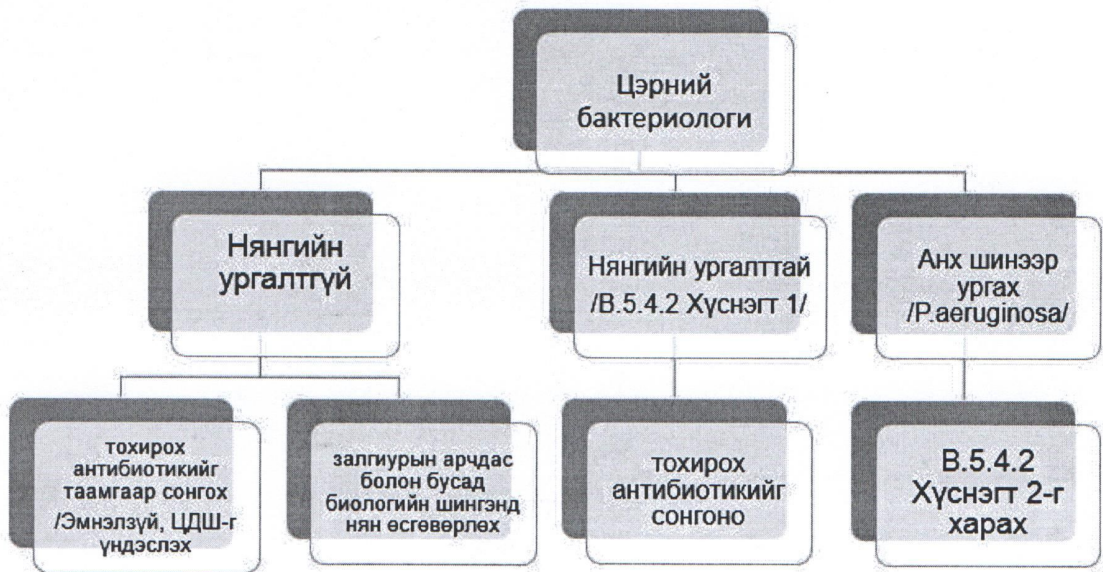 Цэрний
бактериологи
Нянгийн
ургалтгүй
Нянгийн ургалттай
/В.5.4.2 Хүснэгт 1/
Анх шинээр
ургах
/P.aeruginosa/
тохирох
антибиотикийг
таамгаар сонгох
/Эмнэлзүй, ЦДШ-г
үндэслэх
залгиурын арчдас
болон бусад
биологийн шингэнд
нян өсгөвөрлөх
тохирох
антибиотикийг
сонгоно
В.5.4.2
Хүснэгт 2-г
харах